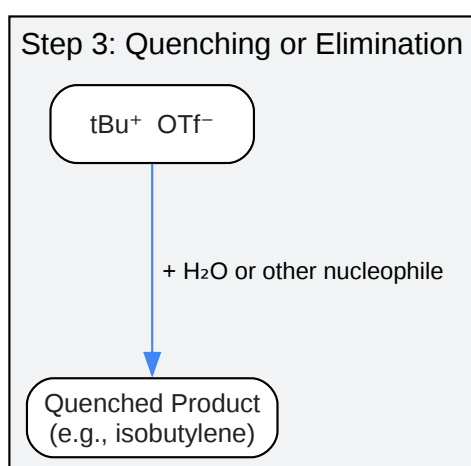 Step 3: Quenching or Elimination
tBu⁺ OTf⁻
+ H₂O or other nucleophile
Quenched Product
(e.g., isobutylene)